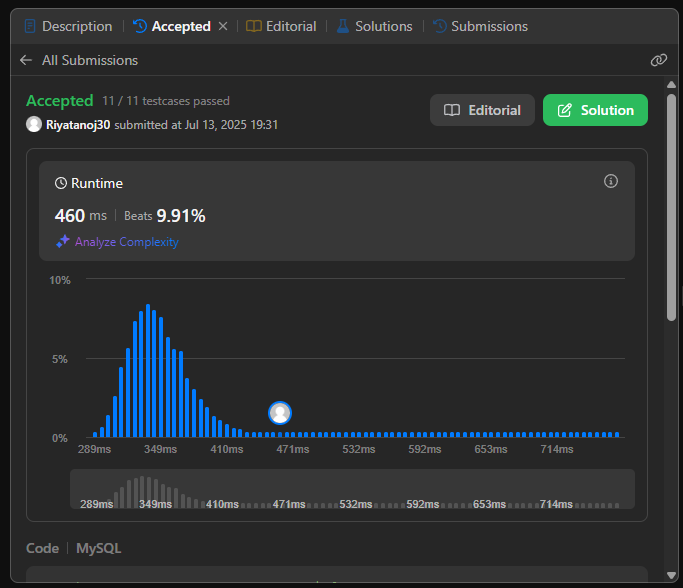 Description Accepted Editorial Solutions Submissions
All Submissions
Accepted 11 / 11 testcases passed
Riyatanoj30 submitted at Jul 13, 2025 19:31
Editorial
Solution
Runtime
460 ms Beats 9.91%
Analyze Complexity
10%
5%
0%
289ms 349ms 410ms 471ms 532ms 592ms 653ms 714ms
289ms 349ms 410ms 471ms 532ms 592ms 653ms 714ms
Code MySQL